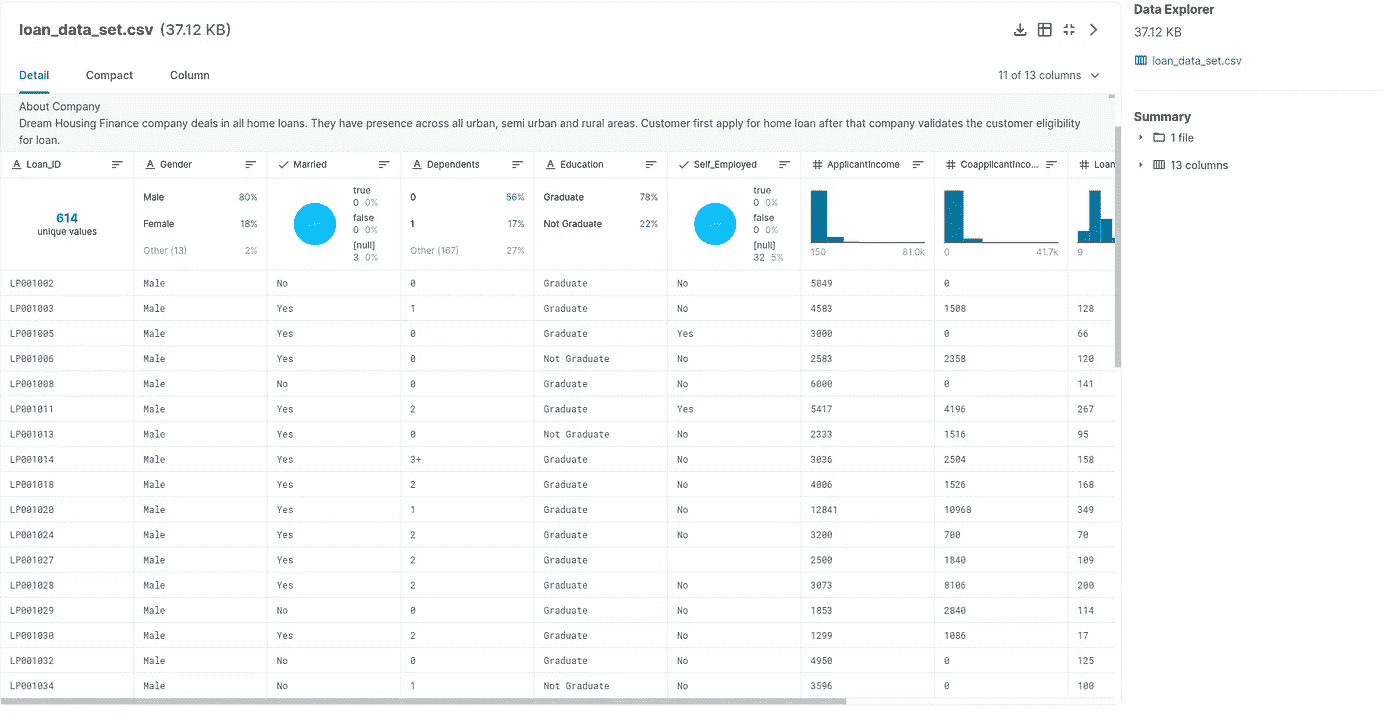 loan_data_set.csv (37.12 KB)
Detail Compact Column 11 of 13 columns
About Company
Dream Housing Finance company deals in all home loans. They have presence across all urban, semi urban and rural areas. Customer first apply for home loan after that company validates the customer eligibility
for loan.
Loan_ID Gender Married Dependents Education Self_Employed # ApplicantIncome # CoapplicantInco... # Loan
614
unique values
Male 80%
Female 18%
Other (13) 2%
true
0 0%
false
0 0%
[null]
3 0%
0 56%
1 17%
Other (167) 27%
Graduate 78%
Not Graduate 22%
true
0 0%
false
0 0%
[null]
32 5%
150 81.0k
0 41.7k
9
LP001002 Male No 0 Graduate No 5849 0
LP001003 Male Yes 1 Graduate No 4583 1508 128
LP001005 Male Yes 0 Graduate Yes 3000 0 66
LP001006 Male Yes 0 Not Graduate No 2583 2358 120
LP001008 Male No 0 Graduate No 6000 0 141
LP001011 Male Yes 2 Graduate Yes 5417 4196 267
LP001013 Male Yes 0 Not Graduate No 2333 1516 95
LP001014 Male Yes 3+ Graduate No 3036 2504 158
LP001018 Male Yes 2 Graduate No 4006 1526 168
LP001020 Male Yes 1 Graduate No 12841 10968 349
LP001024 Male Yes 2 Graduate No 3200 700 70
LP001027 Male Yes 2 Graduate 2500 1840 109
LP001028 Male Yes 2 Graduate No 3073 8106 200
LP001029 Male No 0 Graduate No 1853 2840 114
LP001030 Male Yes 2 Graduate No 1299 1086 17
LP001032 Male No 0 Graduate No 4950 0 125
LP001034 Male No 1 Not Graduate No 3596 0 100
Data Explorer
37.12 KB
loan_data_set.csv
Summary
1 file
13 columns